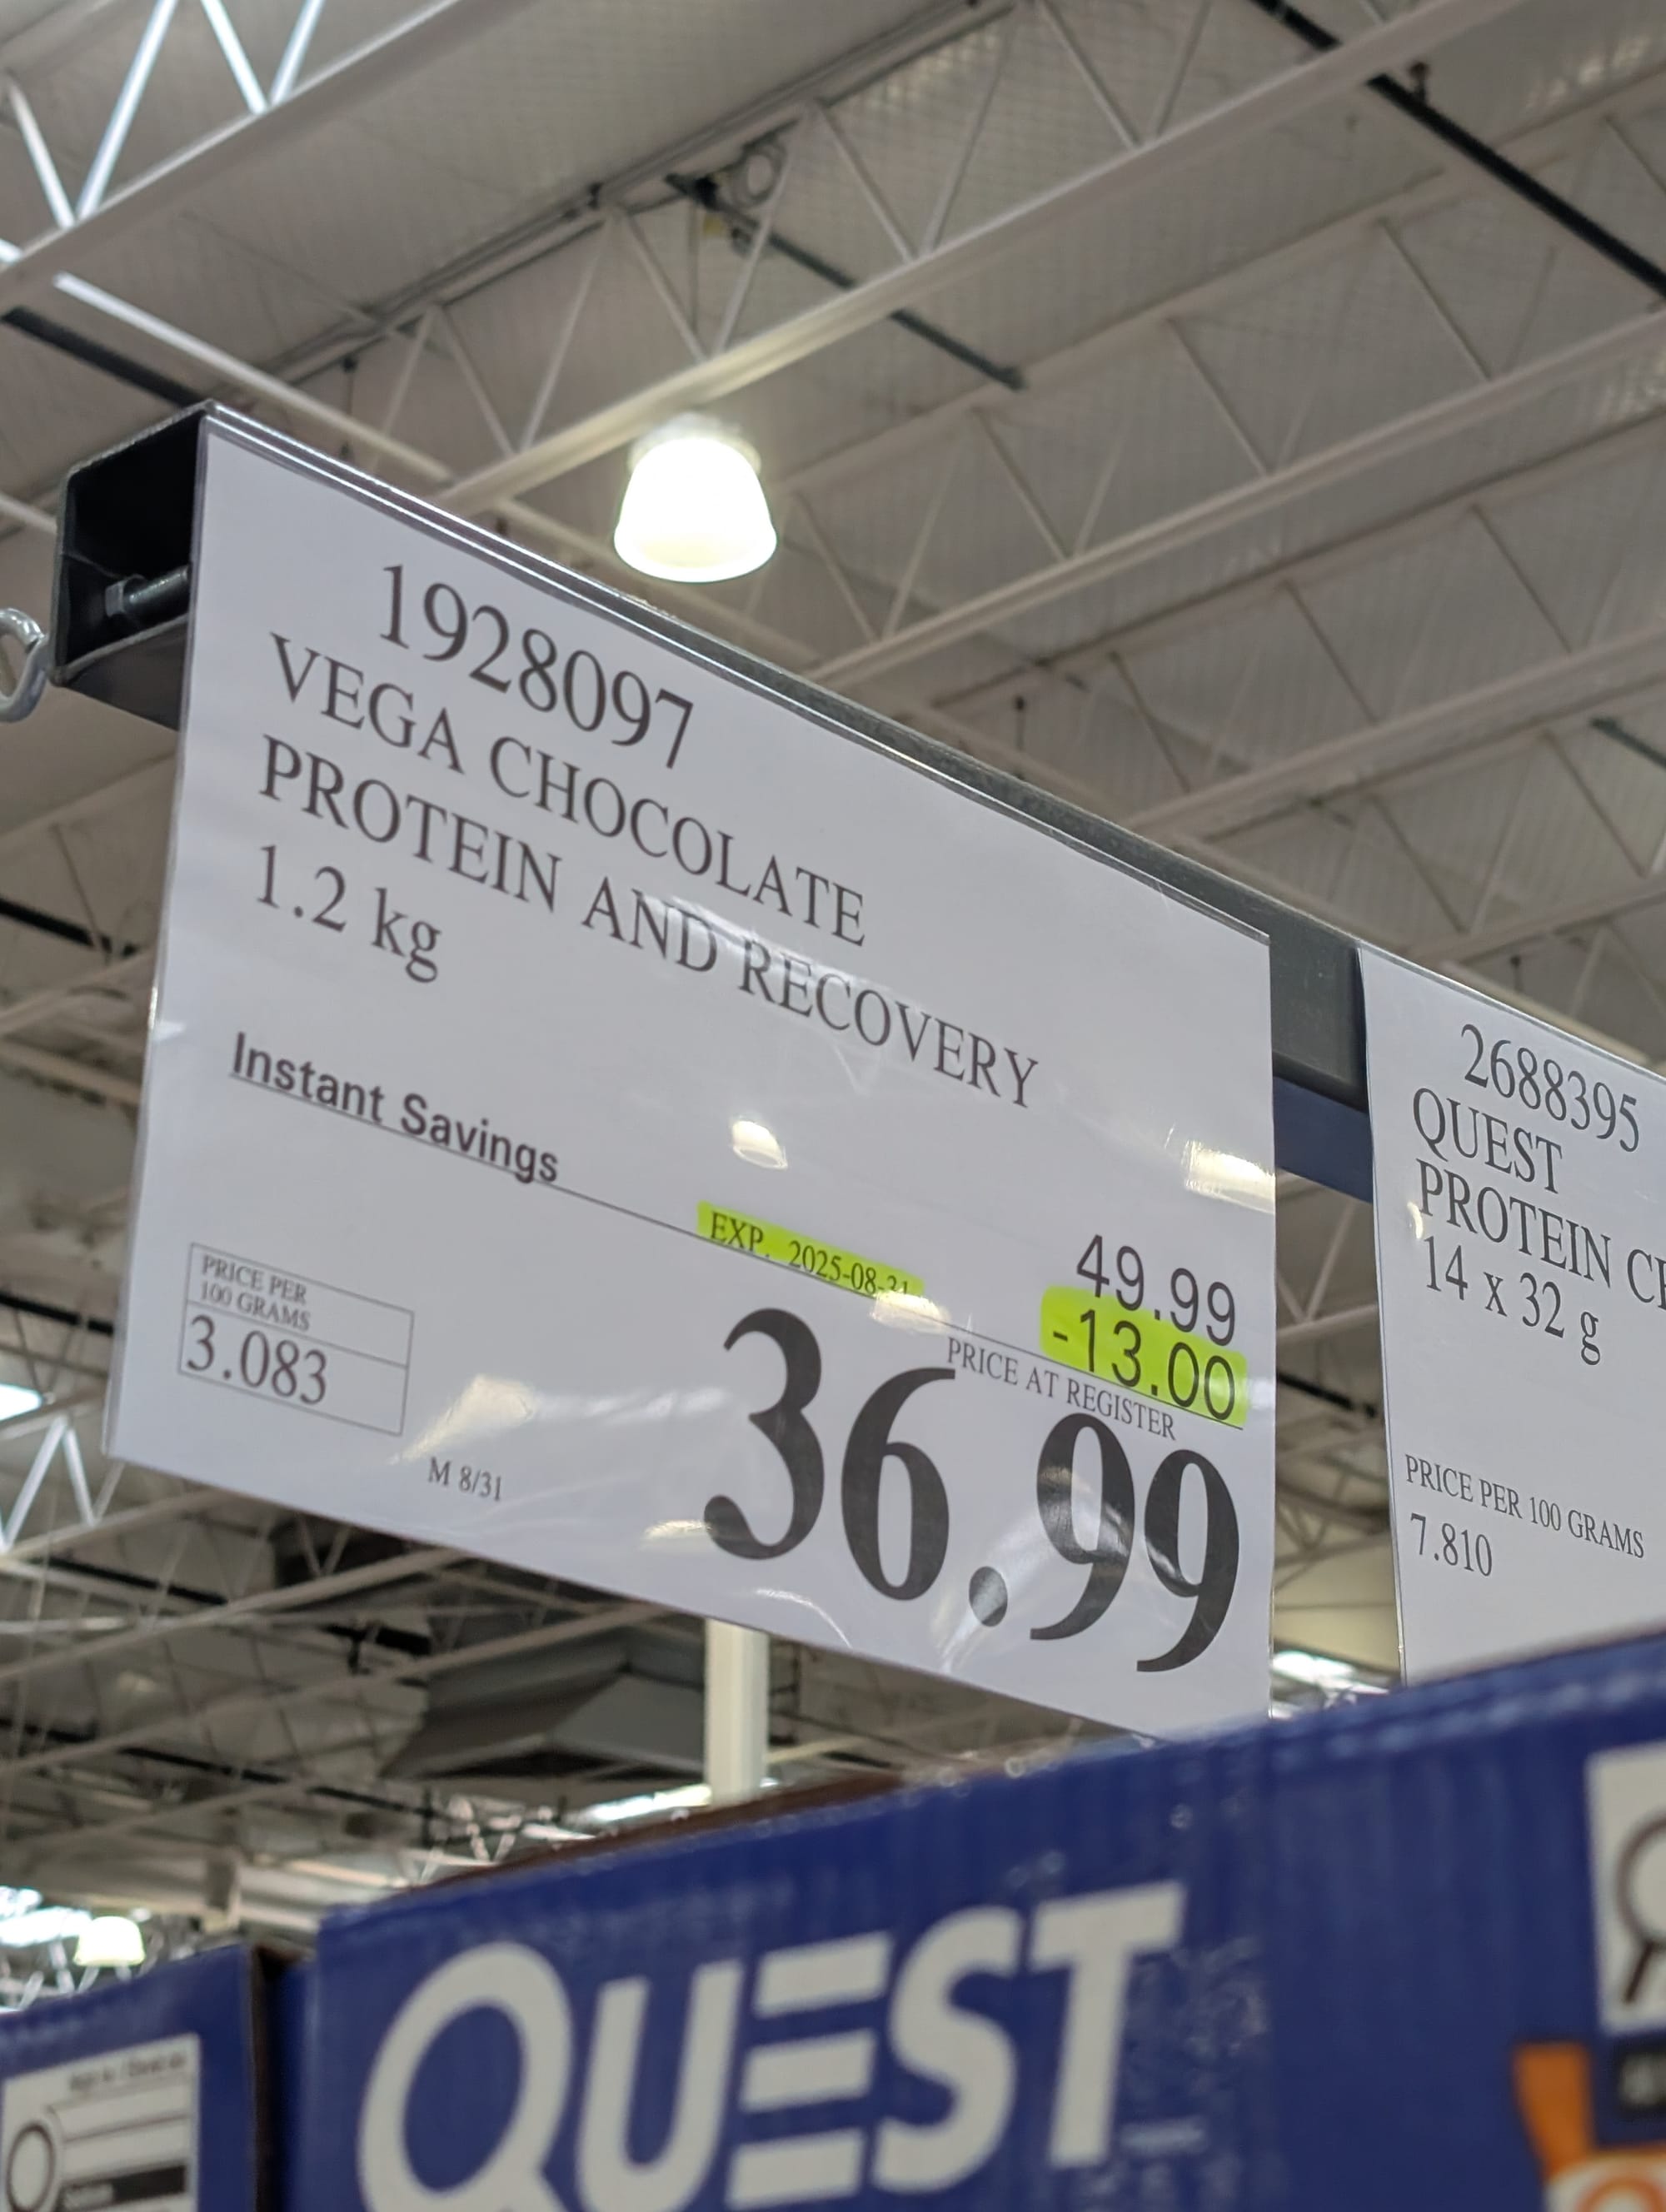 1928097
VEGA CHOCOLATE
PROTEIN AND RECOVERY
1.2 kg
Instant Savings
49.99
EXP. 2025-08-31
-13.00
PRICE AT REGISTER
36.99
PRICE PER
100 GRAMS
3.083
M 8/31
2688395
QUEST
PROTEIN
14 x 32 g
PRICE PER 100 GRAMS
7.810
QUEST